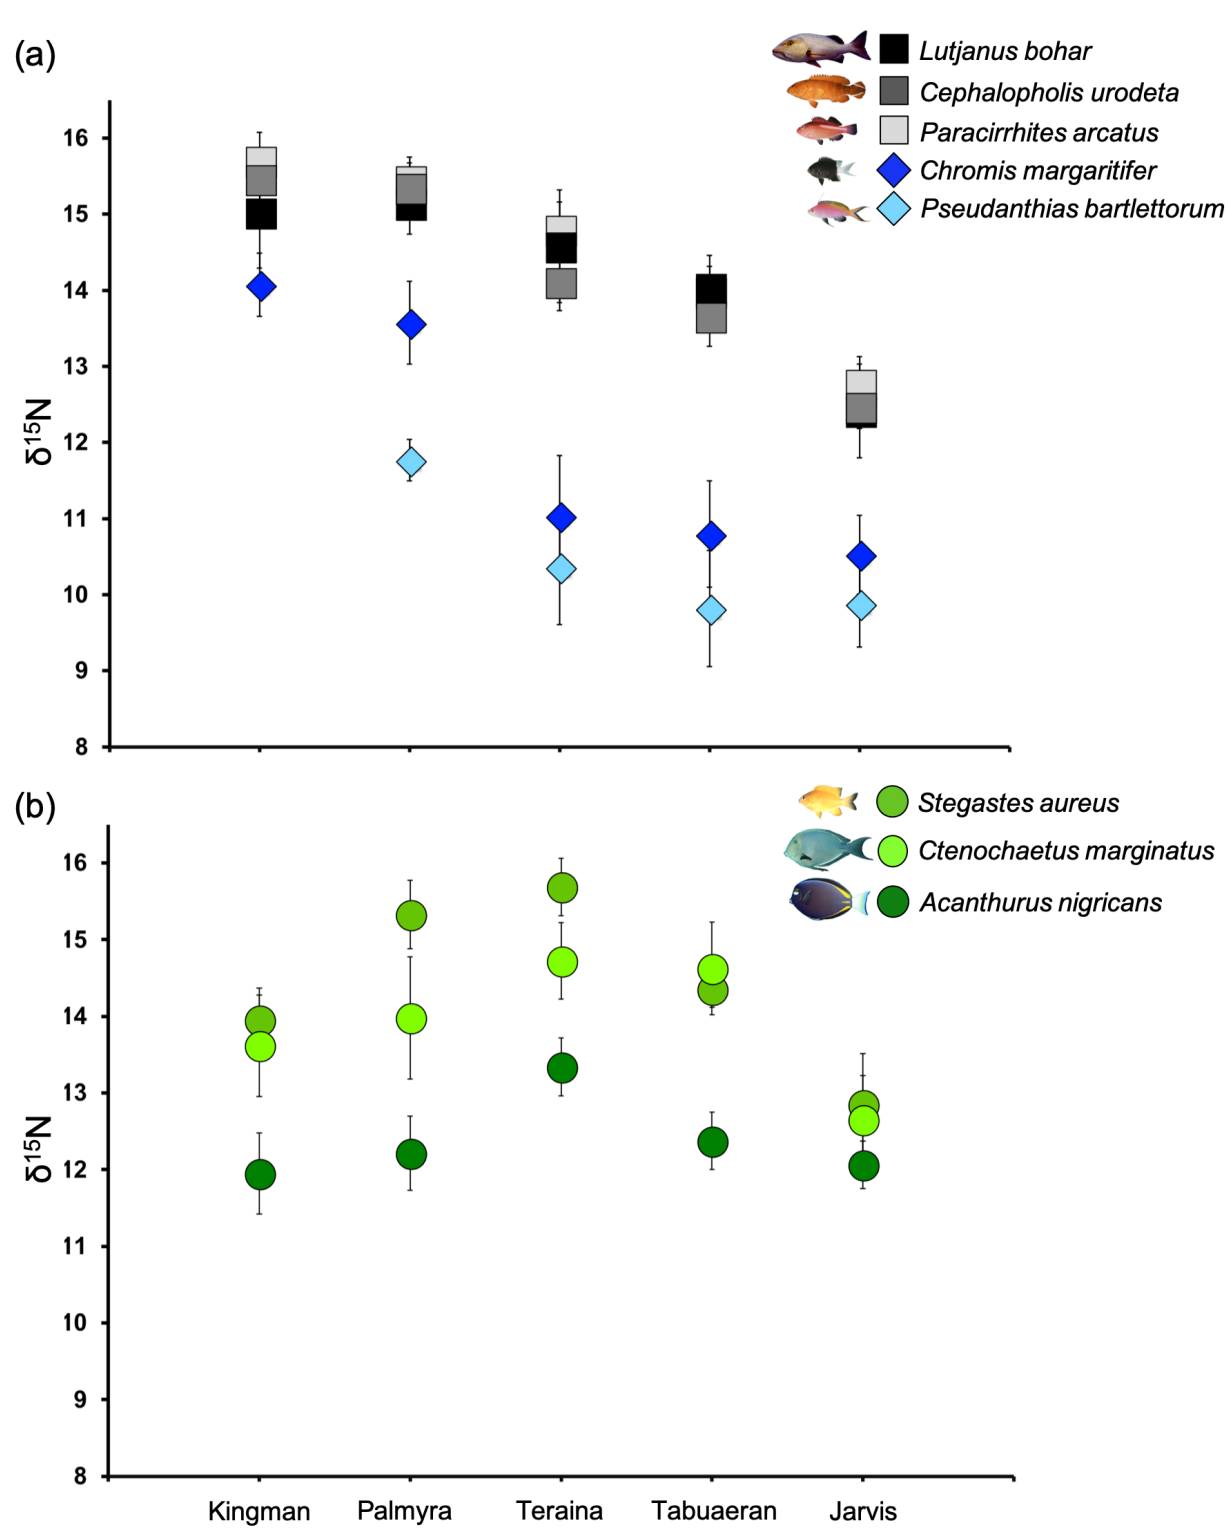 (a)
Lutjanus bohar
Cephalopholis urodeta
Paracirrhites arcatus
Chromis margaritifer
Pseudanthias bartlettorum
16
15
14
13
12
11
10
9
8
δ¹⁵N
(b)
Stegastes aureus
Ctenochaetus marginatus
Acanthurus nigricans
16
15
14
13
12
11
10
9
8
δ¹⁵N
Kingman Palmyra Teraina Tabuaeran Jarvis